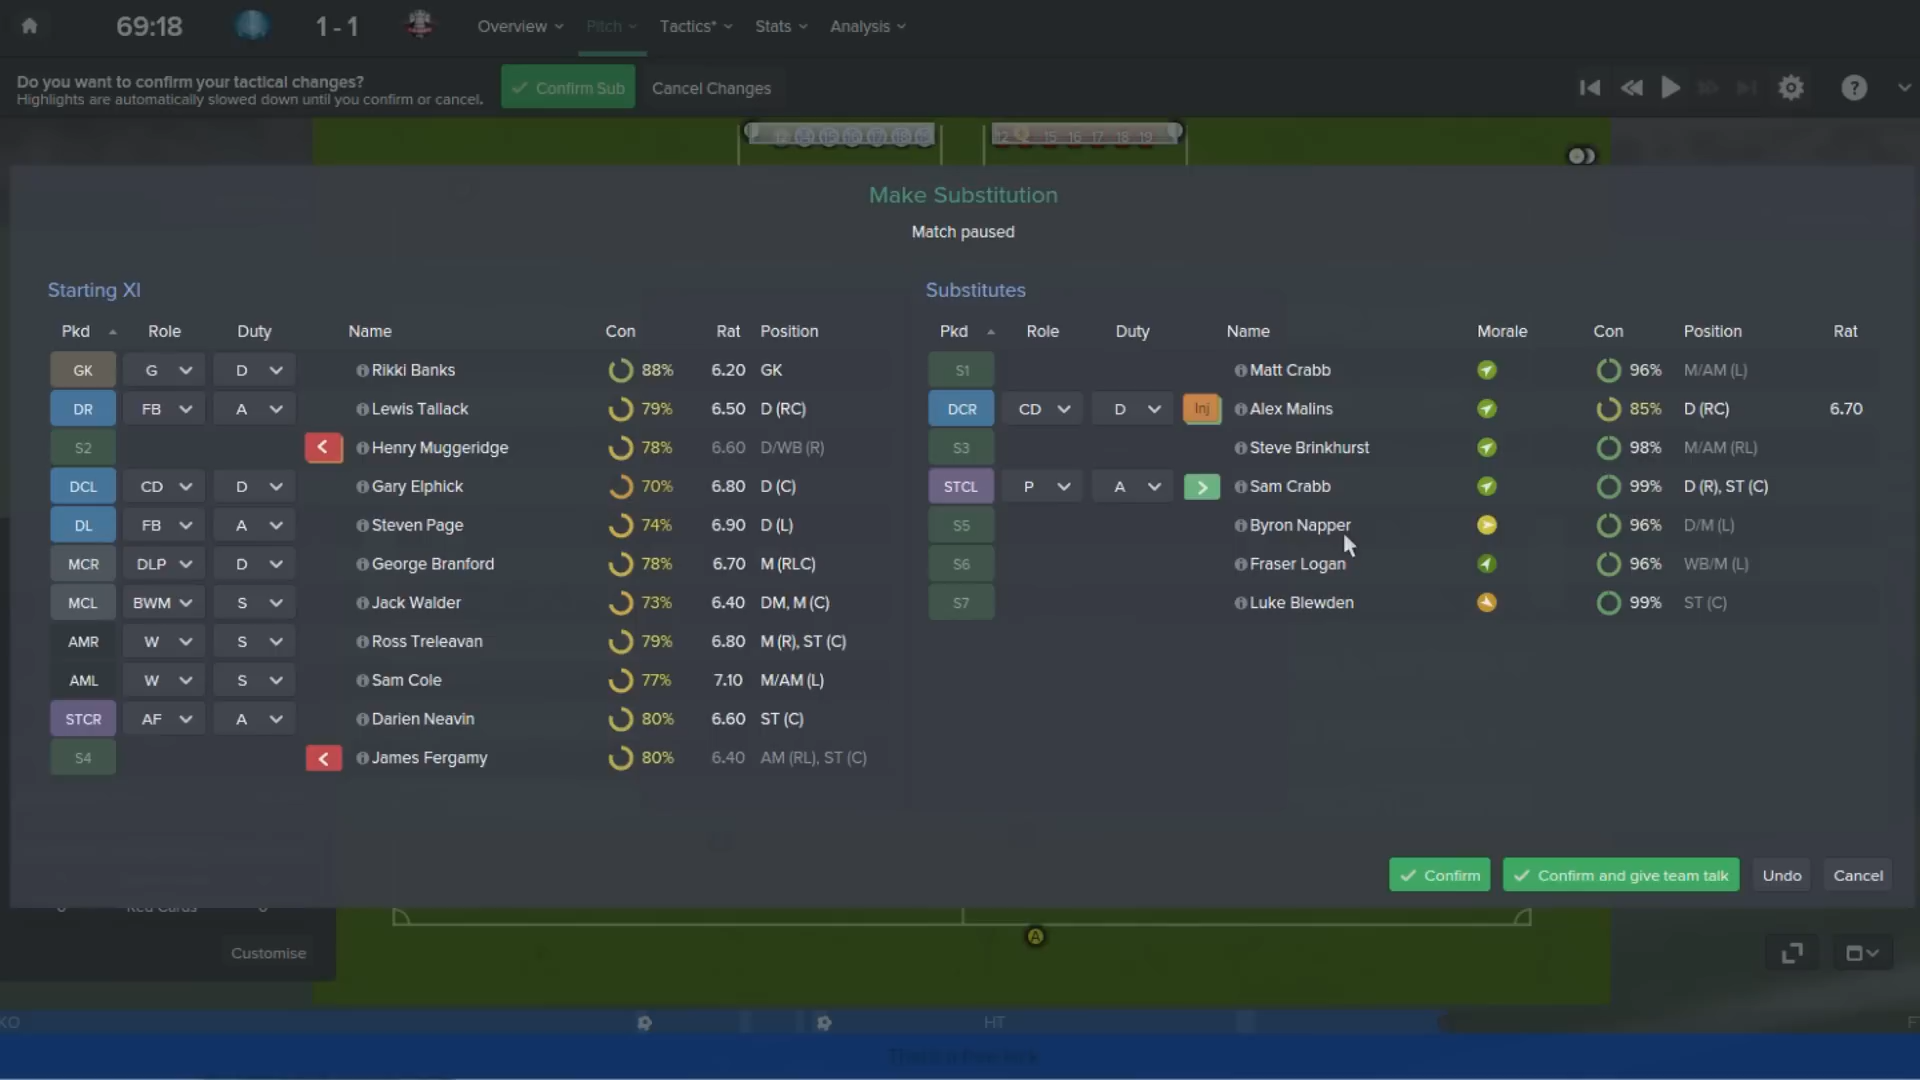 69:18
1 - 1
Overview
Pitch
Tactics*
Stats
Analysis
Do you want to confirm your tactical changes?
Highlights are automatically slowed down until you confirm or cancel.
Confirm Sub
Cancel Changes
?
12 15 16 17 18 19
Make Substitution
Match paused
Starting XI
Pkd Role Duty Name Con Rat Position
GK G D Rikki Banks 88% 6.20 GK
DR FB A Lewis Tallack 79% 6.50 D (RC)
S2 < Henry Muggeridge 78% 6.60 D/WB (R)
DCL CD D Gary Elphick 70% 6.80 D (C)
DL FB A Steven Page 74% 6.90 D (L)
MCR DLP D George Branford 78% 6.70 M (RLC)
MCL BWM S Jack Walder 73% 6.40 DM, M (C)
AMR W S Ross Treleavan 79% 6.80 M (R), ST (C)
AML W S Sam Cole 77% 7.10 M/AM (L)
STCR AF A Darien Neavin 80% 6.60 ST (C)
S4 < James Fergamy 80% 6.40 AM (RL), ST (C)
Substitutes
Pkd Role Duty Name Morale Con Position Rat
S1 Matt Crabb 96% M/AM (L)
DCR CD D Inj Alex Malins 85% D (RC) 6.70
S3 Steve Brinkhurst 98% M/AM (RL)
STCL P A > Sam Crabb 99% D (R), ST (C)
S5 Byron Napper 96% D/M (L)
S6 Fraser Logan 96% WB/M (L)
S7 Luke Blewden 99% ST (C)
Confirm
Confirm and give team talk
Undo
Cancel
Red Cards
Customise
A
KO
HT